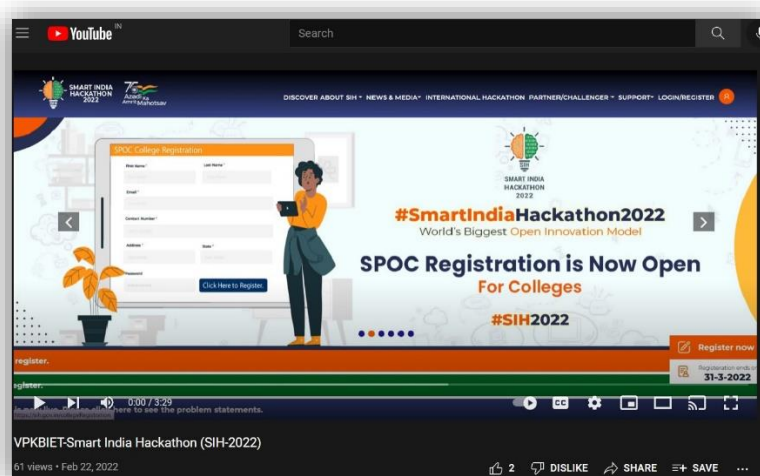 YouTube IN
Search
SMART INDIA
HACKATHON
2022
Azadi Ka
Amrit Mahotsav
DISCOVER ABOUT SIH NEWS & MEDIA INTERNATIONAL HACKATHON PARTNER/CHALLENGER SUPPORT LOGIN/REGISTER
SPOC College Registration
First Name *
Last Name *
Email *
Contact Number *
Address *
State *
Password
Click Here to Register.
SMART INDIA
HACKATHON
2022
#SmartIndiaHackathon2022
World's Biggest Open Innovation Model
SPOC Registration is Now Open
For Colleges
#SIH2022
Register now
Registeration ends on
31-3-2022
register.
register.
here to see the problem statements.
0:00 / 3:29
CC
VPKBIET-Smart India Hackathon (SIH-2022)
61 views • Feb 22, 2022
2 DISLIKE SHARE SAVE ...